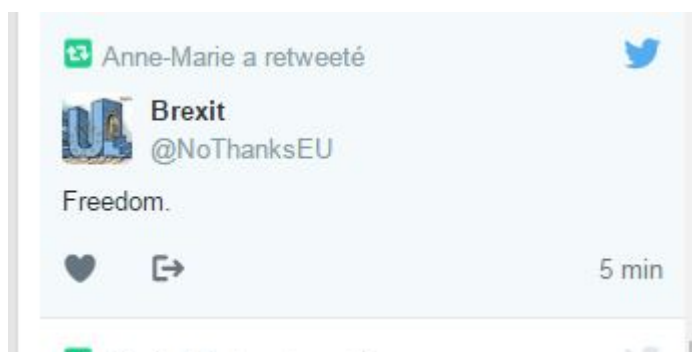 Anne-Marie a retweeté
Brexit
@NoThanksEU
Freedom.
5 min